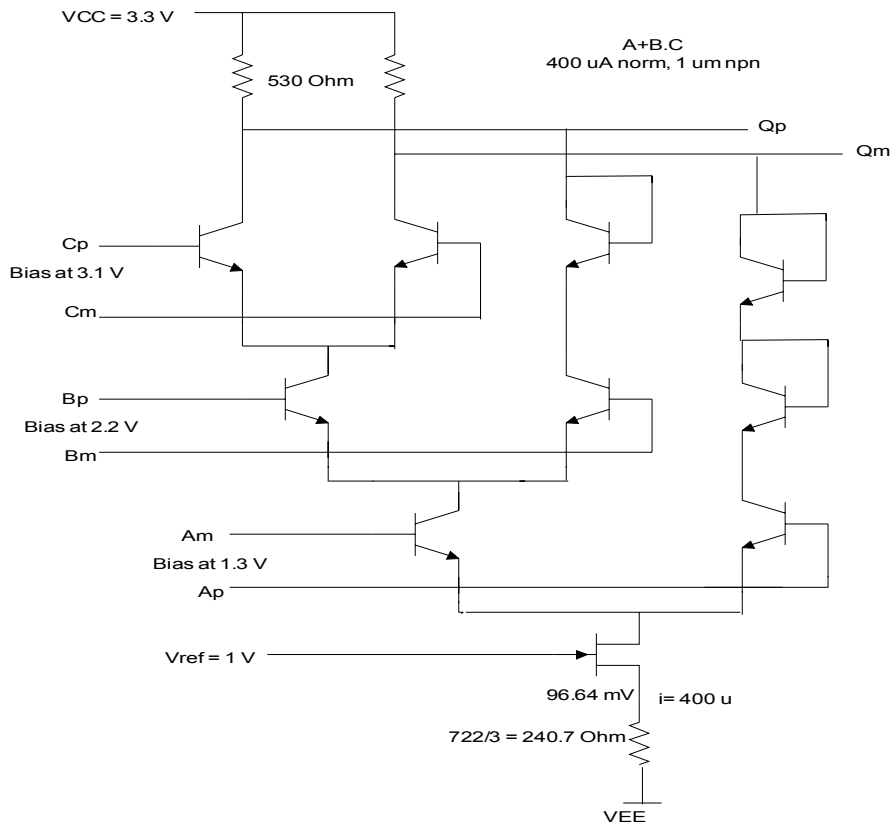 VCC = 3.3 V
A+B.C
400 uA norm, 1 um npn
530 Ohm
Qp
Qm
Cp
Bias at 3.1 V
Cm
Bp
Bias at 2.2 V
Bm
Am
Bias at 1.3 V
Ap
Vref = 1 V
96.64 mV
i= 400 u
722/3 = 240.7 Ohm
VEE